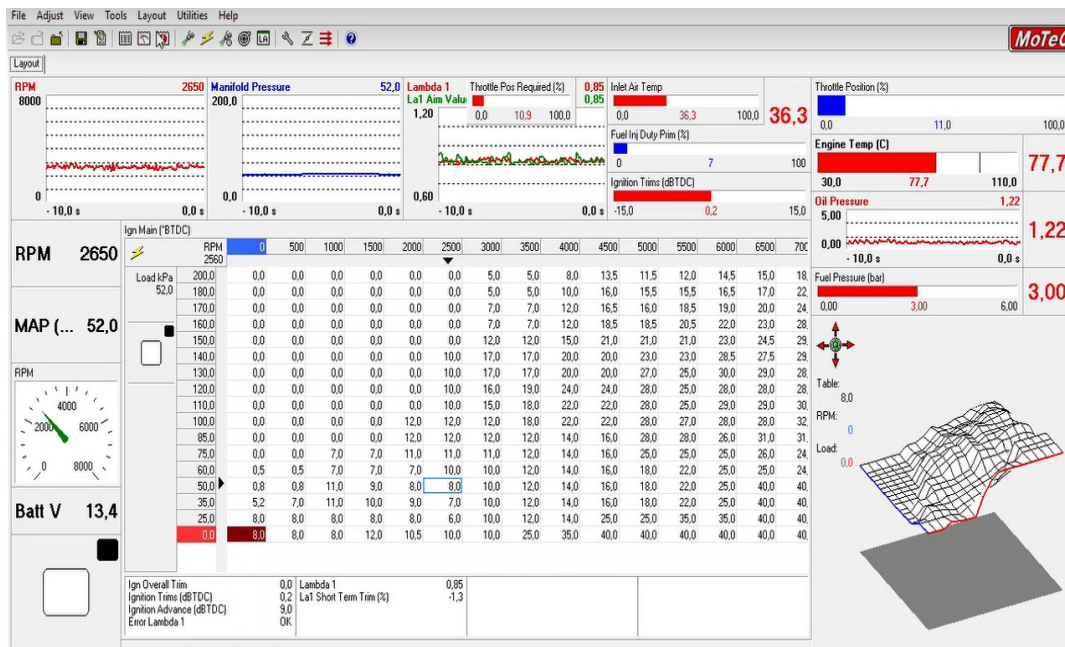 File Adjust View Tools Layout Utilities Help
MoTeC
Layout
RPM 2650
8000
0
- 10,0 s 0,0 s
Manifold Pressure 52,0
200,0
0,0
- 10,0 s 0,0 s
Lambda 1 0,85
La1 Aim Valu 0,85
1,20
0,60
- 10,0 s 0,0 s
Throttle Pos Required (%)
0,0 10,9 100,0
Inlet Air Temp
0,0 36,3 100,0
36,3
Fuel Inj Duty Prim (%)
0 7 100
Ignition Trims (dBTDC)
-15,0 0,2 15,0
Throttle Position (%)
0,0 11,0 100,0
Engine Temp (C)
30,0 77,7 110,0
77,7
Oil Pressure 1,22
5,00
0,00
- 10,0 s 0,0 s
1,22
Fuel Pressure (bar)
0,00 3,00 6,00
3,00
RPM 2650
MAP (... 52,0
RPM
0 2000 4000 6000 8000
Batt V 13,4
Ign Main (°BTDC)
RPM 0 500 1000 1500 2000 2500 3000 3500 4000 4500 5000 5500 6000 6500 700
2560
Load kPa
52,0
200,0 0,0 0,0 0,0 0,0 0,0 0,0 5,0 5,0 8,0 13,5 11,5 12,0 14,5 15,0 18,
180,0 0,0 0,0 0,0 0,0 0,0 0,0 5,0 5,0 10,0 16,0 15,5 15,5 16,5 17,0 22,
170,0 0,0 0,0 0,0 0,0 0,0 0,0 7,0 7,0 12,0 16,5 16,0 18,5 19,0 20,0 24,
160,0 0,0 0,0 0,0 0,0 0,0 0,0 7,0 7,0 12,0 18,5 18,5 20,5 22,0 23,0 28,
150,0 0,0 0,0 0,0 0,0 0,0 0,0 12,0 12,0 15,0 21,0 21,0 21,0 23,0 24,5 29,
140,0 0,0 0,0 0,0 0,0 0,0 10,0 17,0 17,0 20,0 20,0 23,0 23,0 28,5 27,5 29,
130,0 0,0 0,0 0,0 0,0 0,0 10,0 17,0 17,0 20,0 20,0 27,0 25,0 30,0 29,0 28,
120,0 0,0 0,0 0,0 0,0 0,0 10,0 16,0 19,0 24,0 24,0 28,0 25,0 28,0 28,0 28,
110,0 0,0 0,0 0,0 0,0 0,0 10,0 15,0 18,0 22,0 22,0 28,0 25,0 29,0 29,0 30,
100,0 0,0 0,0 0,0 0,0 12,0 12,0 12,0 18,0 22,0 22,0 28,0 27,0 28,0 28,0 32,
85,0 0,0 0,0 0,0 0,0 12,0 12,0 12,0 12,0 14,0 16,0 28,0 28,0 26,0 31,0 31,
75,0 0,0 0,0 7,0 7,0 11,0 11,0 11,0 12,0 14,0 16,0 25,0 25,0 25,0 26,0 24,
60,0 0,5 0,5 7,0 7,0 7,0 10,0 10,0 12,0 14,0 16,0 18,0 22,0 25,0 25,0 24,
50,0 0,8 0,8 11,0 9,0 8,0 8,0 10,0 12,0 14,0 16,0 18,0 22,0 25,0 40,0 40,
35,0 5,2 7,0 11,0 10,0 9,0 7,0 10,0 12,0 14,0 16,0 18,0 22,0 25,0 40,0 40,
25,0 8,0 8,0 8,0 8,0 8,0 6,0 10,0 12,0 14,0 25,0 25,0 35,0 35,0 40,0 40,
0,0 8,0 8,0 8,0 12,0 10,5 10,0 10,0 25,0 35,0 40,0 40,0 40,0 40,0 40,0 40,
Table:
8,0
RPM:
0
Load:
0,0
Ign Overall Trim 0,0
Ignition Trims (dBTDC) 0,2
Ignition Advance (dBTDC) 9,0
Error Lambda 1 OK
Lambda 1 0,85
La1 Short Term Trim (%) -1,3